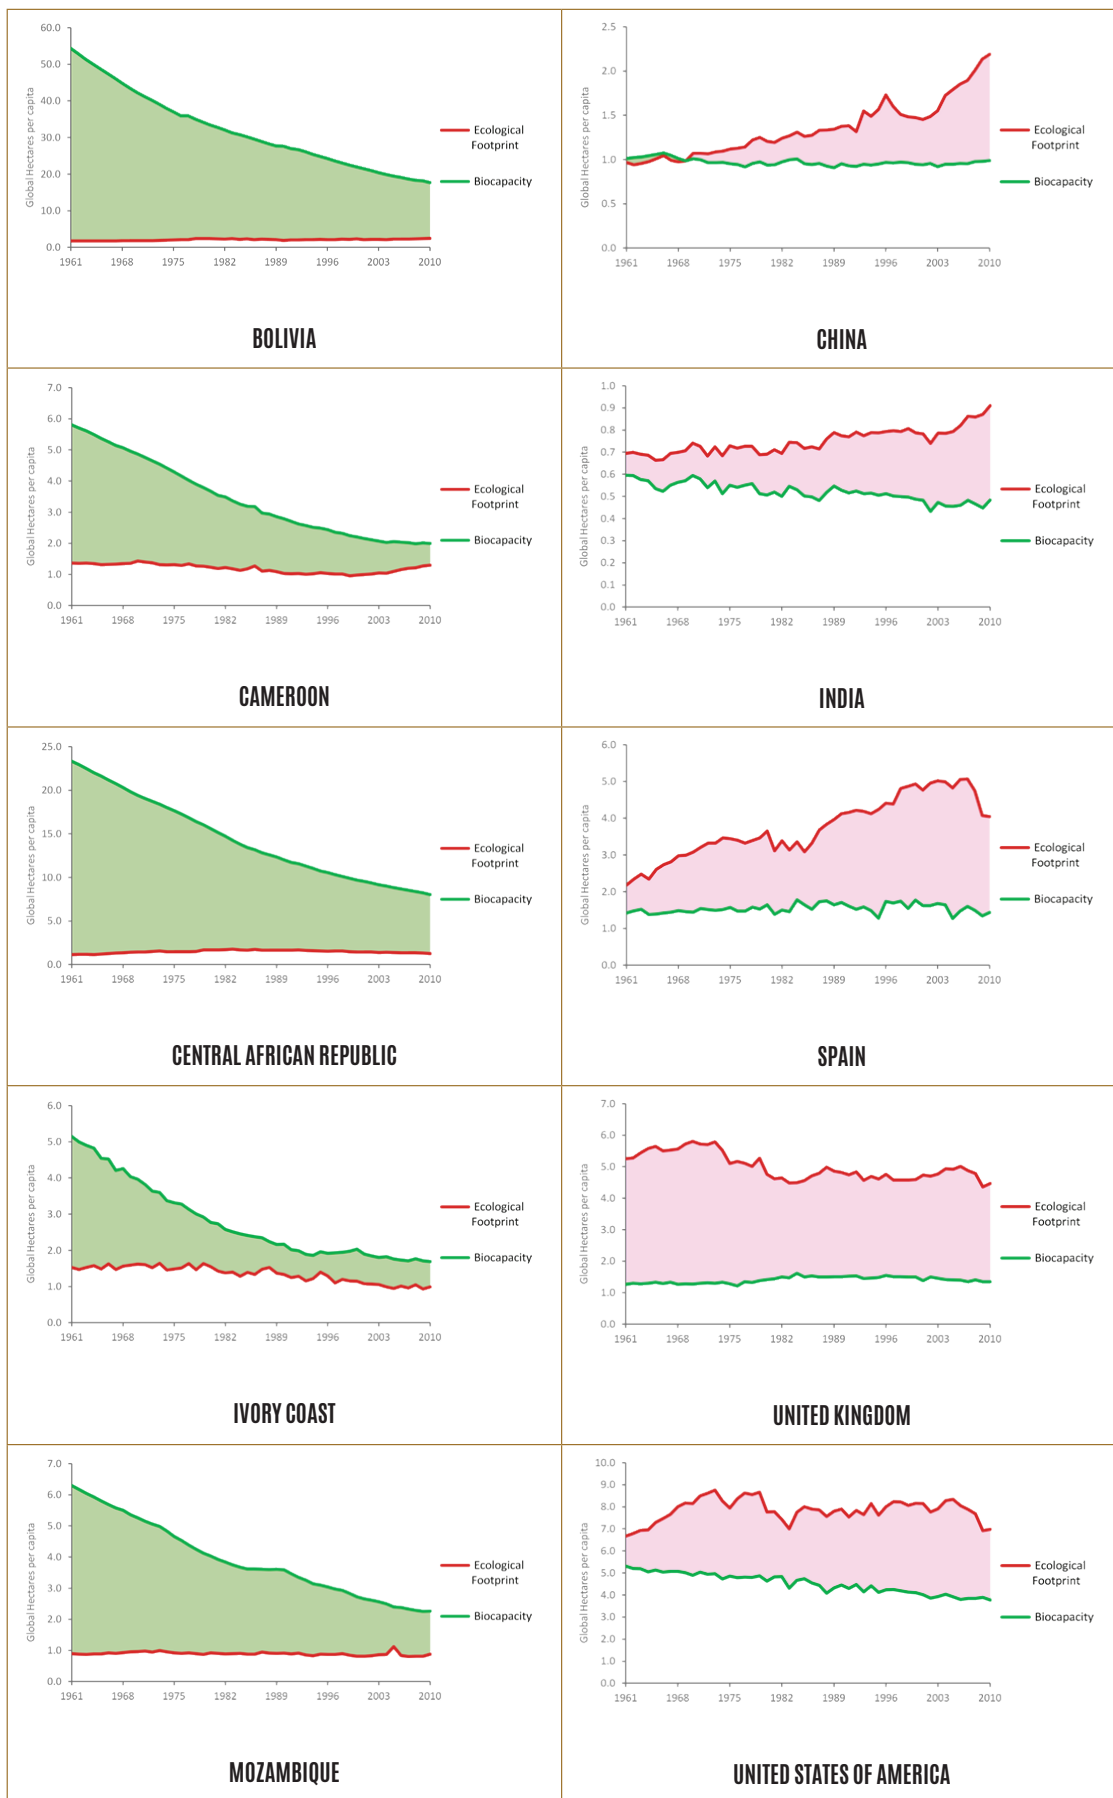 60.0
50.0
40.0
30.0
20.0
10.0
0.0
Global Hectares per capita
1961 1968 1975 1982 1989 1996 2003 2010
Ecological
Footprint
Biocapacity
BOLIVIA
2.5
2.0
1.5
1.0
0.5
0.0
Global Hectares per capita
1961 1968 1975 1982 1989 1996 2003 2010
Ecological
Footprint
Biocapacity
CHINA
7.0
6.0
5.0
4.0
3.0
2.0
1.0
0.0
Global Hectares per capita
1961 1968 1975 1982 1989 1996 2003 2010
Ecological
Footprint
Biocapacity
CAMEROON
1.0
0.9
0.8
0.7
0.6
0.5
0.4
0.3
0.2
0.1
0.0
Global Hectares per capita
1961 1968 1975 1982 1989 1996 2003 2010
Ecological
Footprint
Biocapacity
INDIA
25.0
20.0
15.0
10.0
5.0
0.0
Global Hectares per capita
1961 1968 1975 1982 1989 1996 2003 2010
Ecological
Footprint
Biocapacity
CENTRAL AFRICAN REPUBLIC
6.0
5.0
4.0
3.0
2.0
1.0
0.0
Global Hectares per capita
1961 1968 1975 1982 1989 1996 2003 2010
Ecological
Footprint
Biocapacity
SPAIN
6.0
5.0
4.0
3.0
2.0
1.0
0.0
Global Hectares per capita
1961 1968 1975 1982 1989 1996 2003 2010
Ecological
Footprint
Biocapacity
IVORY COAST
7.0
6.0
5.0
4.0
3.0
2.0
1.0
0.0
Global Hectares per capita
1961 1968 1975 1982 1989 1996 2003 2010
Ecological
Footprint
Biocapacity
UNITED KINGDOM
7.0
6.0
5.0
4.0
3.0
2.0
1.0
0.0
Global Hectares per capita
1961 1968 1975 1982 1989 1996 2003 2010
Ecological
Footprint
Biocapacity
MOZAMBIQUE
10.0
9.0
8.0
7.0
6.0
5.0
4.0
3.0
2.0
1.0
0.0
Global Hectares per capita
1961 1968 1975 1982 1989 1996 2003 2010
Ecological
Footprint
Biocapacity
UNITED STATES OF AMERICA